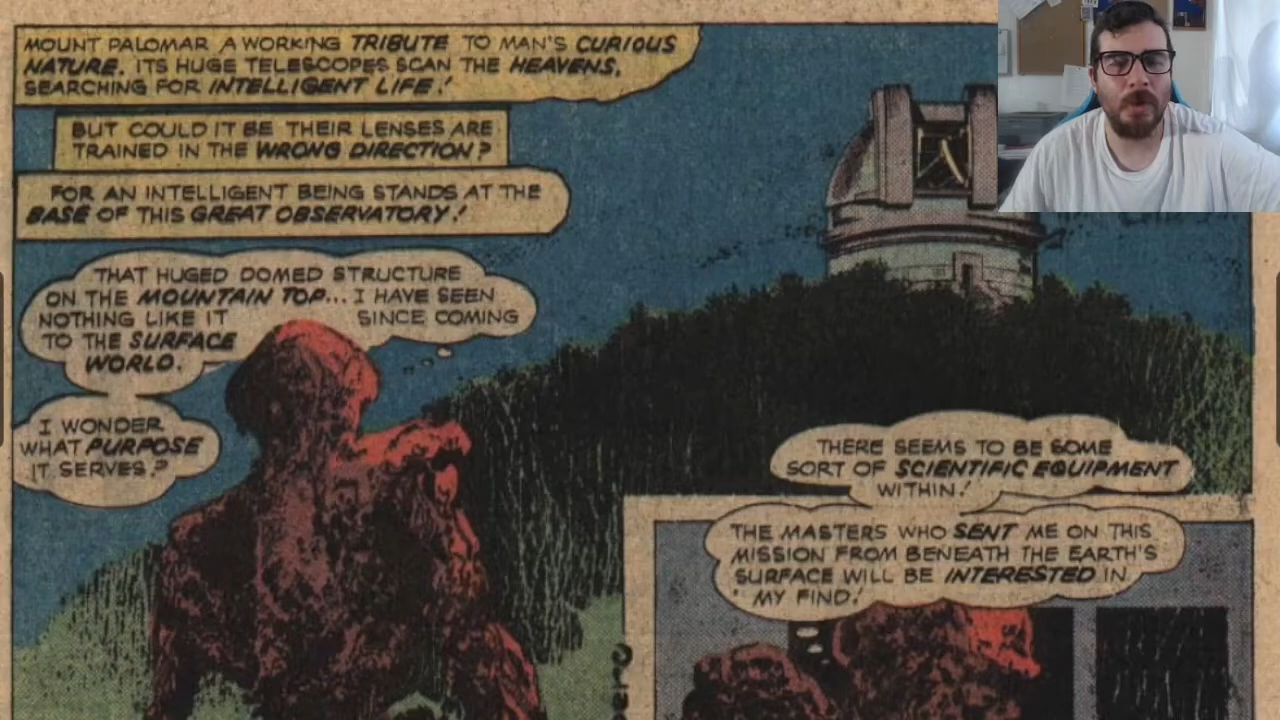 MOUNT PALOMAR A WORKING TRIBUTE TO MAN'S CURIOUS
NATURE. ITS HUGE TELESCOPES SCAN THE HEAVENS,
SEARCHING FOR INTELLIGENT LIFE!
BUT COULD IT BE THEIR LENSES ARE
TRAINED IN THE WRONG DIRECTION?
FOR AN INTELLIGENT BEING STANDS AT THE
BASE OF THIS GREAT OBSERVATORY!
THAT HUGED DOMED STRUCTURE
ON THE MOUNTAIN TOP... I HAVE SEEN
NOTHING LIKE IT SINCE COMING
TO THE SURFACE
WORLD.
I WONDER
WHAT PURPOSE
IT SERVES?
THERE SEEMS TO BE SOME
SORT OF SCIENTIFIC EQUIPMENT
WITHIN!
THE MASTERS WHO SENT ME ON THIS
MISSION FROM BENEATH THE EARTH'S
SURFACE WILL BE INTERESTED IN
MY FIND!